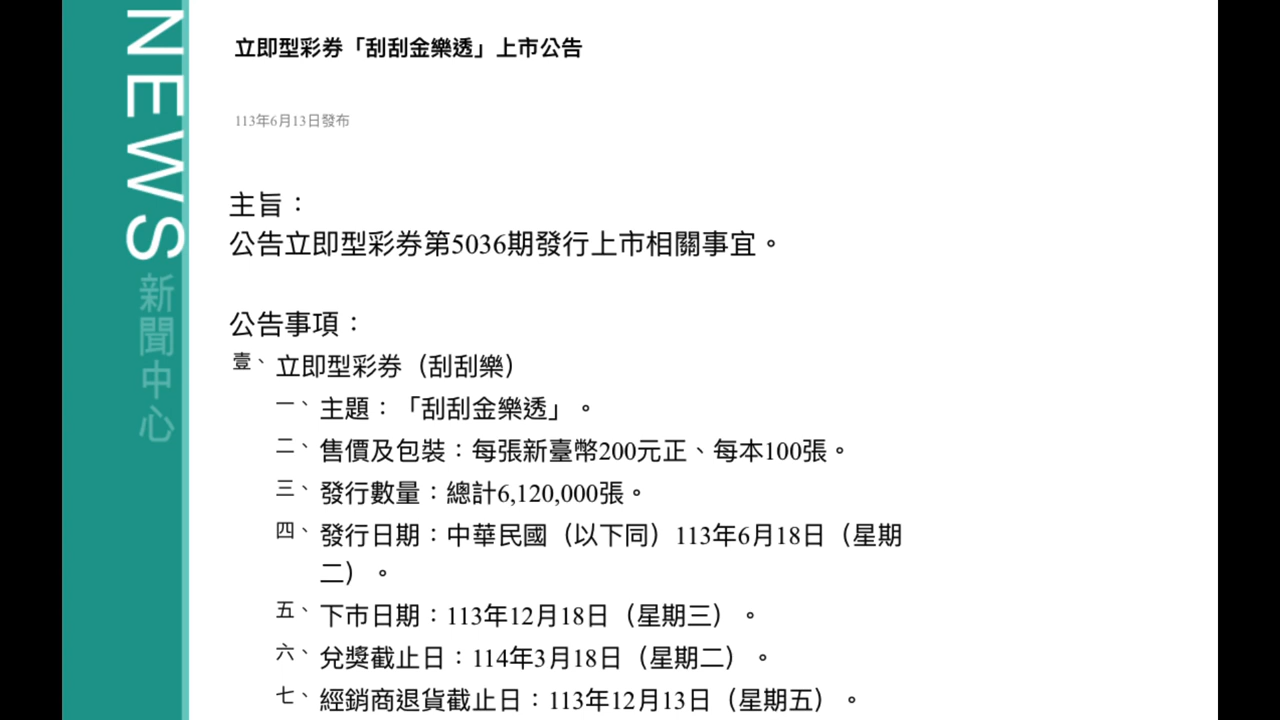 NEWS
新聞中心
立即型彩券「刮刮金樂透」上市公告
113年6月13日發布
主旨：
公告立即型彩券第5036期發行上市相關事宜。
公告事項：
壹、立即型彩券（刮刮樂）
一、主題：「刮刮金樂透」。
二、售價及包裝：每張新臺幣200元正、每本100張。
三、發行數量：總計6,120,000張。
四、發行日期：中華民國（以下同）113年6月18日（星期
二）。
五、下市日期：113年12月18日（星期三）。
六、兌獎截止日：114年3月18日（星期二）。
七、經銷商退貨截止日：113年12月13日（星期五）。